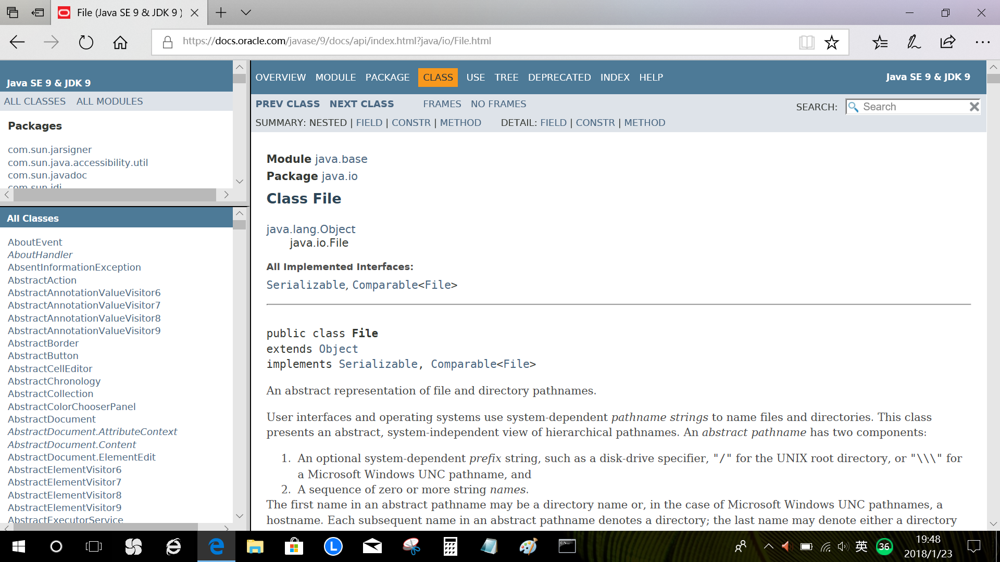 File (Java SE 9 & JDK 9 )
https://docs.oracle.com/javase/9/docs/api/index.html?java/io/File.html
Java SE 9 & JDK 9
ALL CLASSES ALL MODULES
Packages
com.sun.jarsigner
com.sun.java.accessibility.util
com.sun.javadoc
com.sun.jdi
All Classes
AboutEvent
AboutHandler
AbsentInformationException
AbstractAction
AbstractAnnotationValueVisitor6
AbstractAnnotationValueVisitor7
AbstractAnnotationValueVisitor8
AbstractAnnotationValueVisitor9
AbstractBorder
AbstractButton
AbstractCellEditor
AbstractChronology
AbstractCollection
AbstractColorChooserPanel
AbstractDocument
AbstractDocument.AttributeContext
AbstractDocument.Content
AbstractDocument.ElementEdit
AbstractElementVisitor6
AbstractElementVisitor7
AbstractElementVisitor8
AbstractElementVisitor9
AbstractExecutorService
OVERVIEW MODULE PACKAGE CLASS USE TREE DEPRECATED INDEX HELP
Java SE 9 & JDK 9
PREV CLASS NEXT CLASS FRAMES NO FRAMES
SEARCH: Search
SUMMARY: NESTED | FIELD | CONSTR | METHOD DETAIL: FIELD | CONSTR | METHOD
Module java.base
Package java.io
Class File
java.lang.Object
java.io.File
All Implemented Interfaces:
Serializable, Comparable<File>
public class File
extends Object
implements Serializable, Comparable<File>
An abstract representation of file and directory pathnames.
User interfaces and operating systems use system-dependent pathname strings to name files and directories. This class
presents an abstract, system-independent view of hierarchical pathnames. An abstract pathname has two components:
1. An optional system-dependent prefix string, such as a disk-drive specifier, "/" for the UNIX root directory, or "\\\" for
a Microsoft Windows UNC pathname, and
2. A sequence of zero or more string names.
The first name in an abstract pathname may be a directory name or, in the case of Microsoft Windows UNC pathnames, a
hostname. Each subsequent name in an abstract pathname denotes a directory; the last name may denote either a directory
L
英
36
19:48
2018/1/23